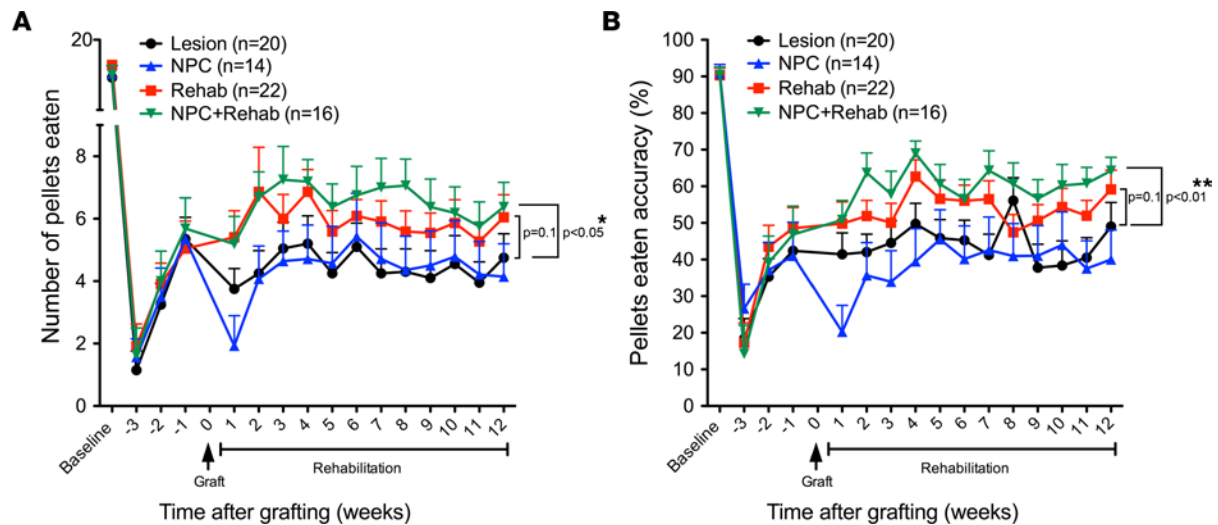 A
Number of pellets eaten
20
8
6
4
2
0
Lesion (n=20)
NPC (n=14)
Rehab (n=22)
NPC+Rehab (n=16)
p=0.1
p<0.05
*
Baseline
-3
-2
-1
0
1
2
3
4
5
6
7
8
9
10
11
12
Graft
Rehabilitation
Time after grafting (weeks)
B
Pellets eaten accuracy (%)
100
90
80
70
60
50
40
30
20
10
0
Lesion (n=20)
NPC (n=14)
Rehab (n=22)
NPC+Rehab (n=16)
p=0.1
p<0.01
**
Baseline
-3
-2
-1
0
1
2
3
4
5
6
7
8
9
10
11
12
Graft
Rehabilitation
Time after grafting (weeks)